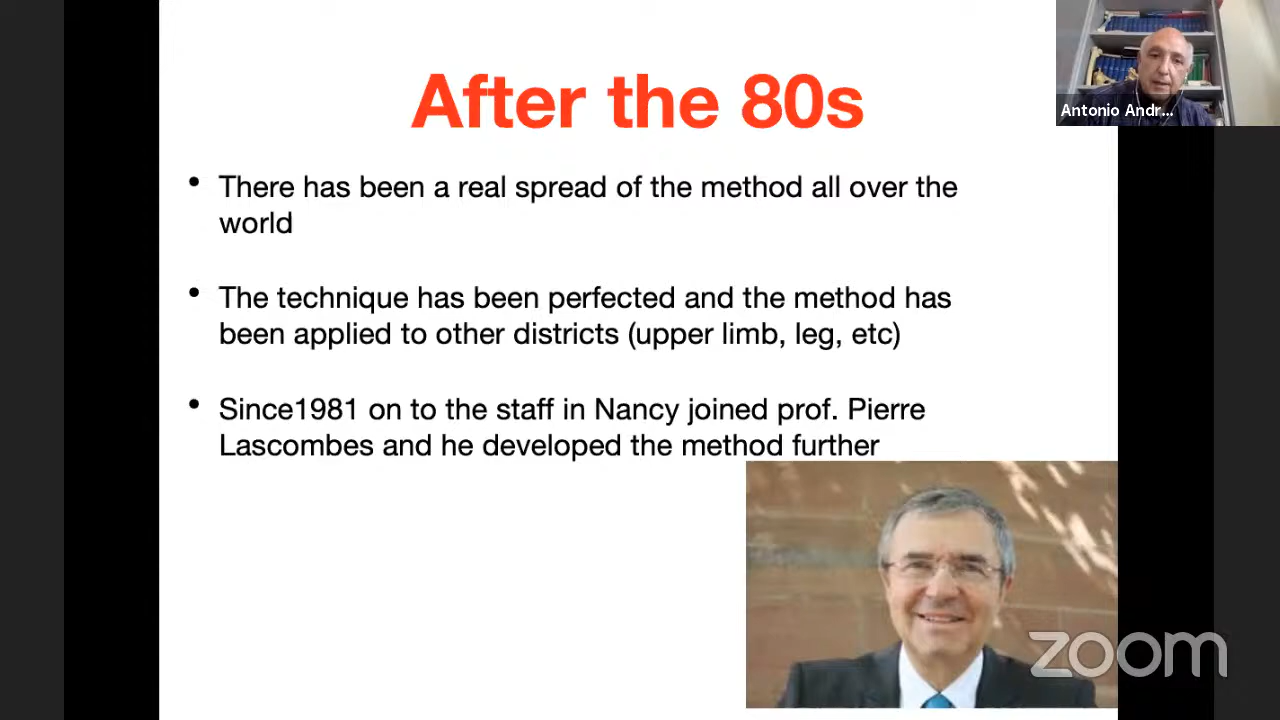 After the 80s
Antonio Andr...
• There has been a real spread of the method all over the
world
• The technique has been perfected and the method has
been applied to other districts (upper limb, leg, etc)
• Since1981 on to the staff in Nancy joined prof. Pierre
Lascombes and he developed the method further
zoom